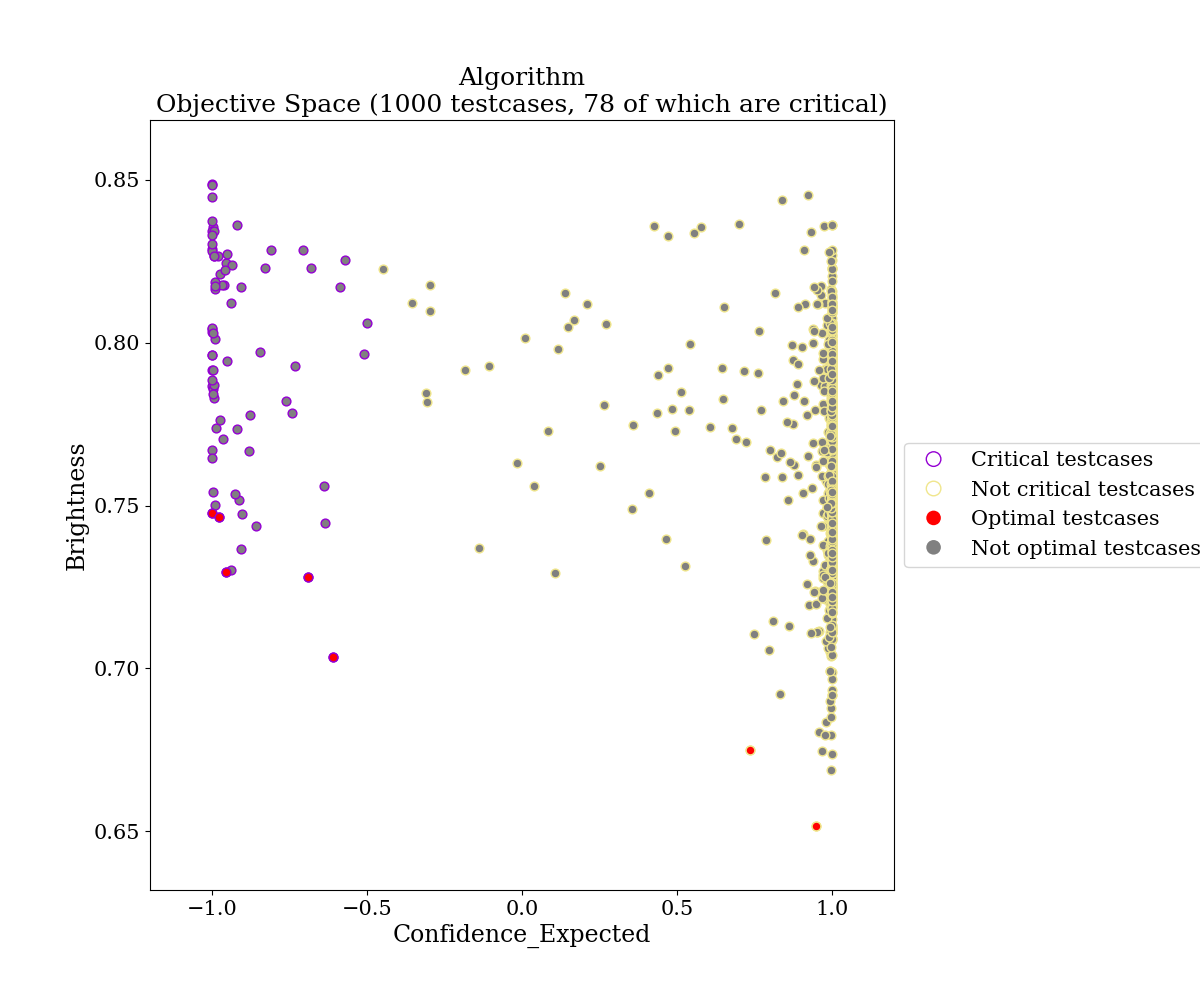 Algorithm
Objective Space (1000 testcases, 78 of which are critical)
0.85
0.80
0.75
0.70
0.65
Brightness
−1.0
−0.5
0.0
0.5
1.0
Confidence_Expected
Critical testcases
Not critical testcases
Optimal testcases
Not optimal testcases